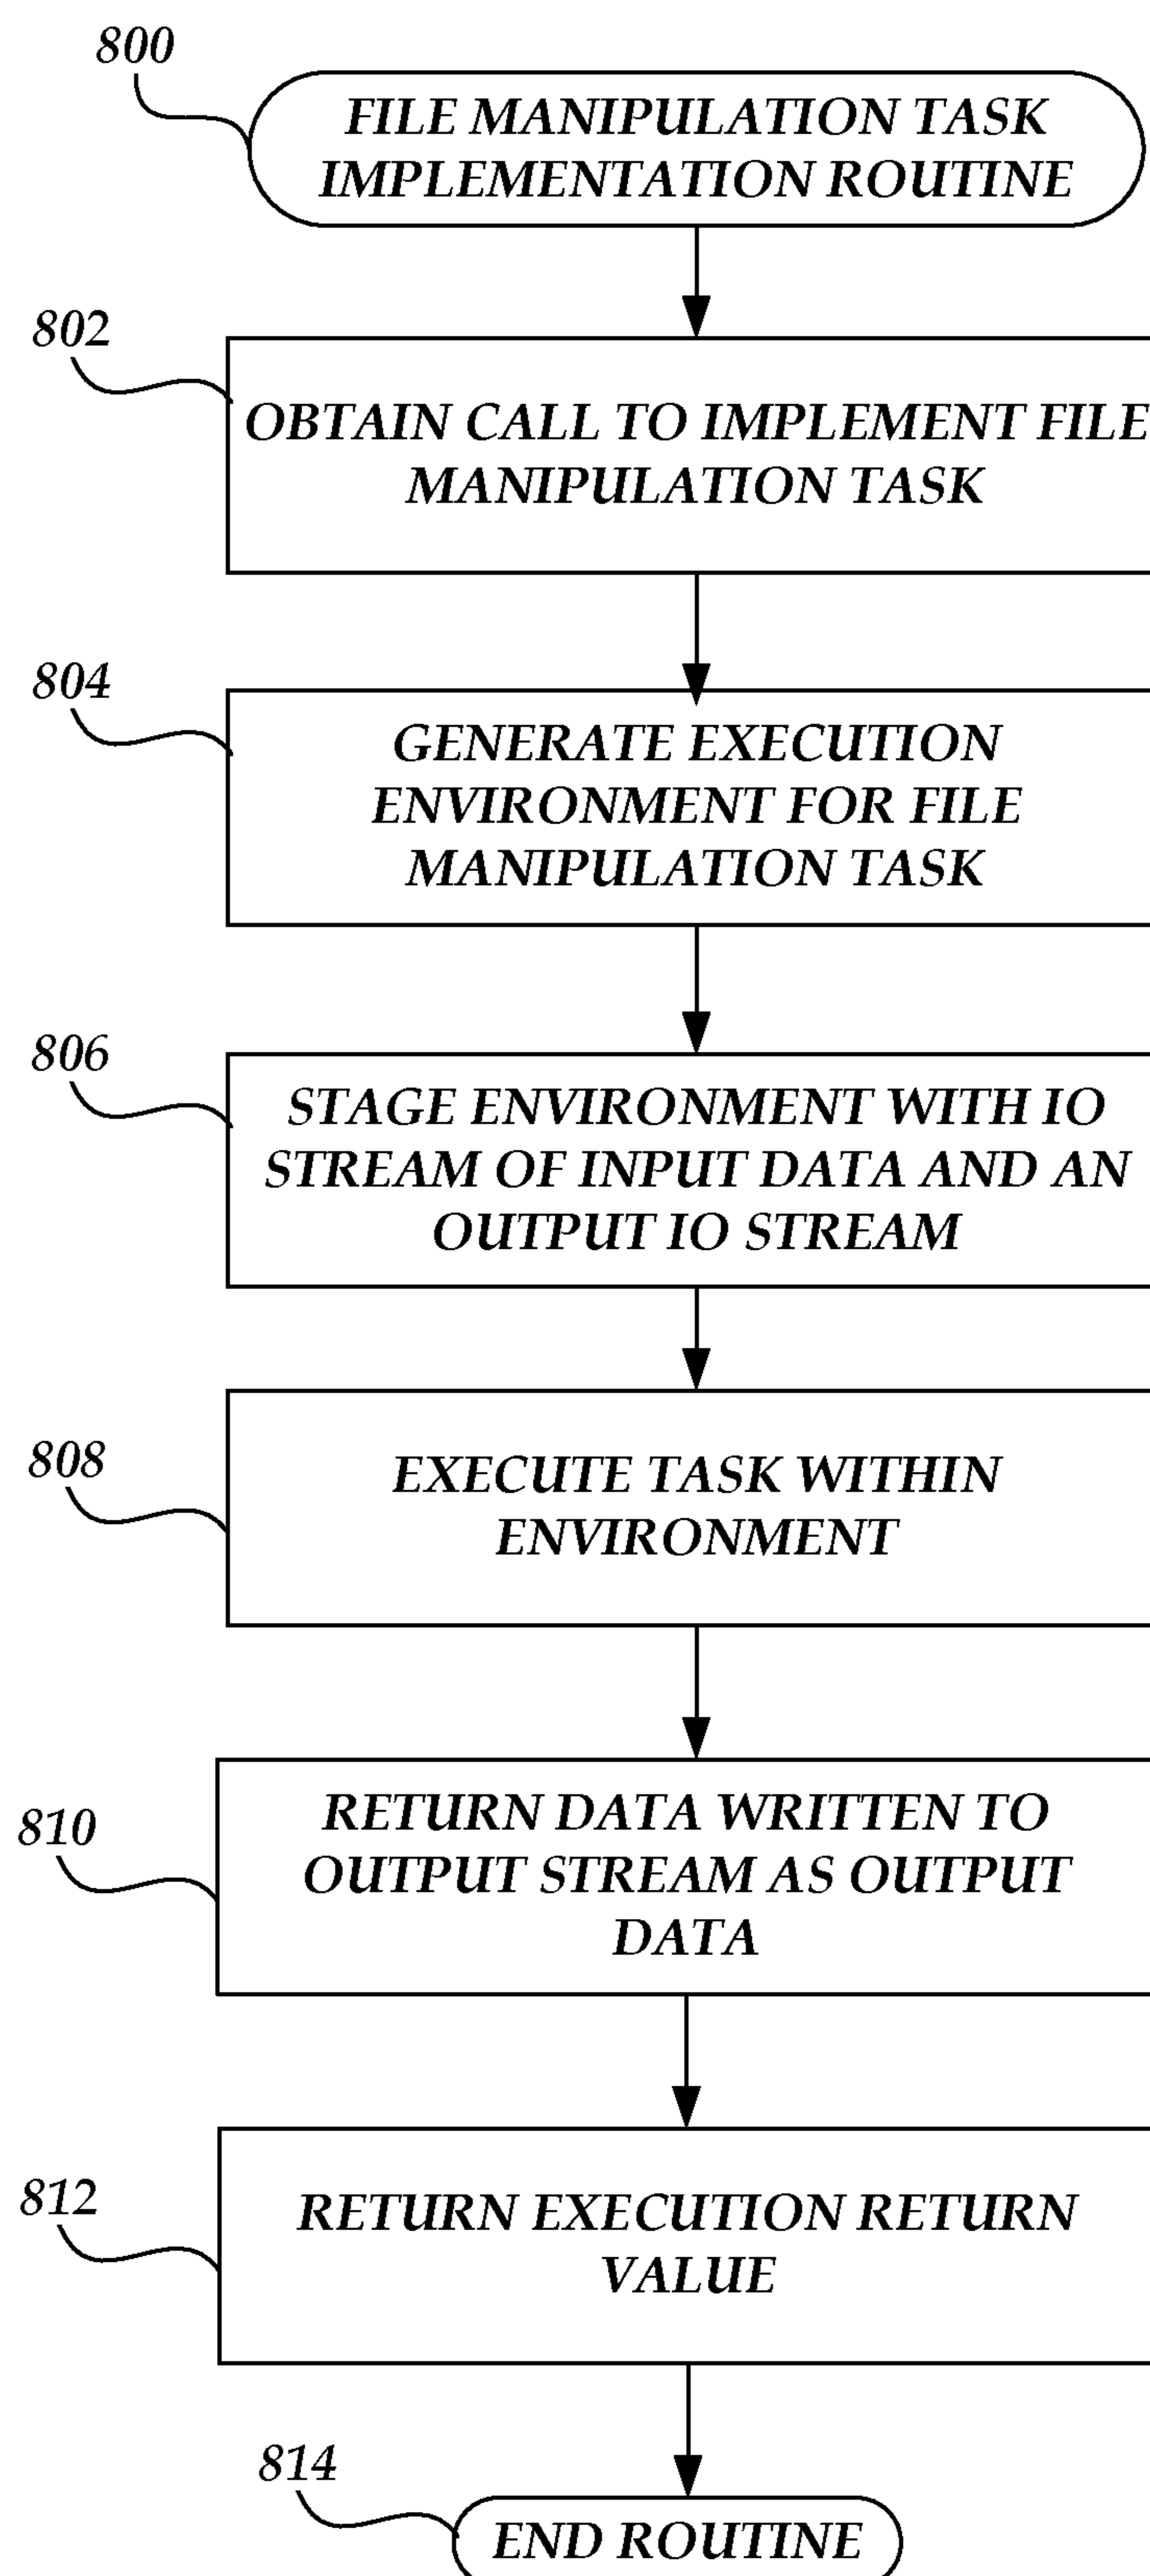 800
FILE MANIPULATION TASK
IMPLEMENTATION ROUTINE
802
OBTAIN CALL TO IMPLEMENT FILE
MANIPULATION TASK
804
GENERATE EXECUTION
ENVIRONMENT FOR FILE
MANIPULATION TASK
806
STAGE ENVIRONMENT WITH IO
STREAM OF INPUT DATA AND AN
OUTPUT IO STREAM
808
EXECUTE TASK WITHIN
ENVIRONMENT
810
RETURN DATA WRITTEN TO
OUTPUT STREAM AS OUTPUT
DATA
812
RETURN EXECUTION RETURN
VALUE
814
END ROUTINE